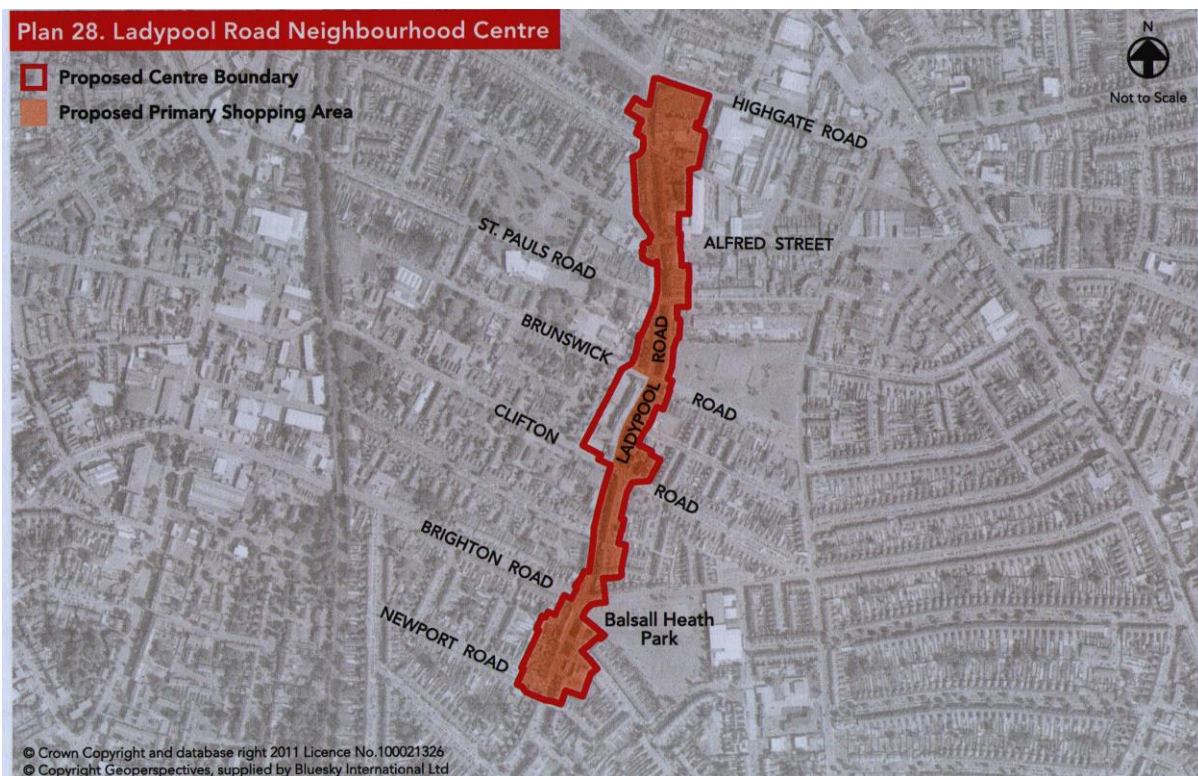 Plan 28. Ladypool Road Neighbourhood Centre
Proposed Centre Boundary
Proposed Primary Shopping Area
N
Not to Scale
HIGHGATE ROAD
ALFRED STREET
ST. PAULS ROAD
BRUNSWICK ROAD
LADYPOOL ROAD
CLIFTON ROAD
BRIGHTON ROAD
Balsall Heath
Park
NEWPORT ROAD
© Crown Copyright and database right 2011 Licence No.100021326
© Copyright Geoperspectives, supplied by Bluesky International Ltd